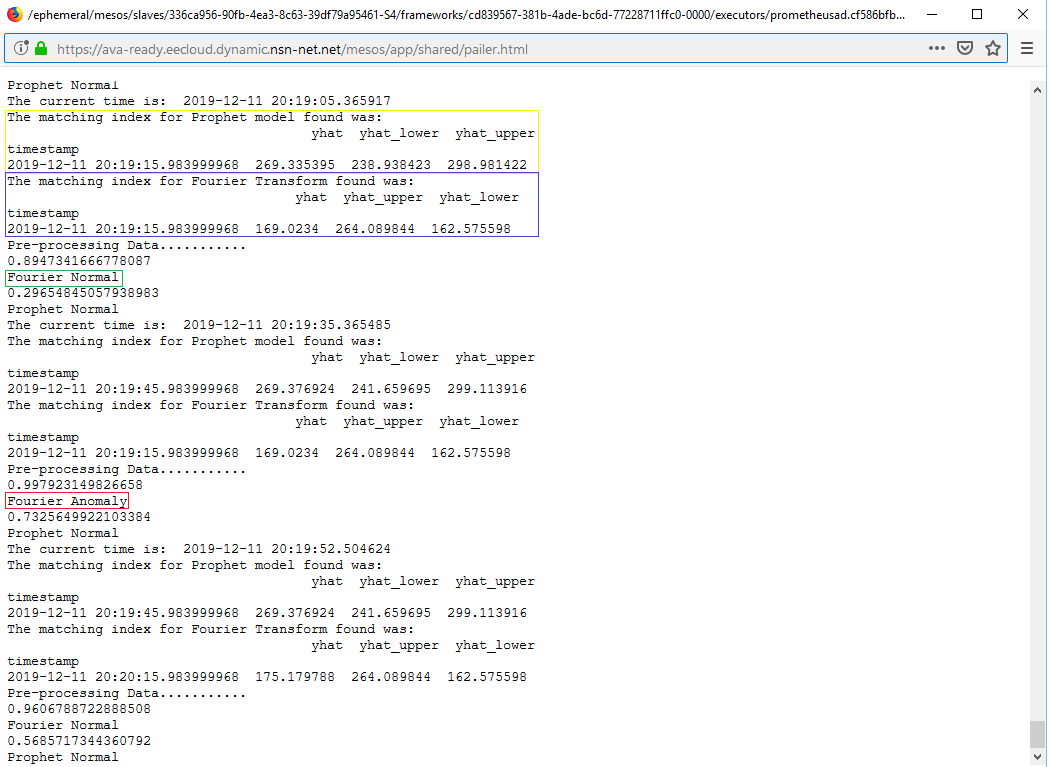 /ephemeral/mesos/slaves/336ca956-90fb-4ea3-8c63-39df79a95461-S4/frameworks/cd839567-381b-4ade-bc6d-77228711ffc0-0000/executors/prometheusad.cf586bfb...
https://ava-ready.eecloud.dynamic.nsn-net.net/mesos/app/shared/pailer.html
Prophet Normal
The current time is:  2019-12-11 20:19:05.365917
The matching index for Prophet model found was:
yhat  yhat_lower  yhat_upper
timestamp
2019-12-11 20:19:15.983999968  269.335395  238.938423  298.981422
The matching index for Fourier Transform found was:
yhat  yhat_upper  yhat_lower
timestamp
2019-12-11 20:19:15.983999968  169.0234  264.089844  162.575598
Pre-processing Data...........
0.8947341666778087
Fourier Normal
0.29654845057938983
Prophet Normal
The current time is:  2019-12-11 20:19:35.365485
The matching index for Prophet model found was:
yhat  yhat_lower  yhat_upper
timestamp
2019-12-11 20:19:45.983999968  269.376924  241.659695  299.113916
The matching index for Fourier Transform found was:
yhat  yhat_upper  yhat_lower
timestamp
2019-12-11 20:19:15.983999968  169.0234  264.089844  162.575598
Pre-processing Data...........
0.997923149826658
Fourier Anomaly
0.7325649922103384
Prophet Normal
The current time is:  2019-12-11 20:19:52.504624
The matching index for Prophet model found was:
yhat  yhat_lower  yhat_upper
timestamp
2019-12-11 20:19:45.983999968  269.376924  241.659695  299.113916
The matching index for Fourier Transform found was:
yhat  yhat_upper  yhat_lower
timestamp
2019-12-11 20:20:15.983999968  175.179788  264.089844  162.575598
Pre-processing Data...........
0.9606788722888508
Fourier Normal
0.5685717344360792
Prophet Normal